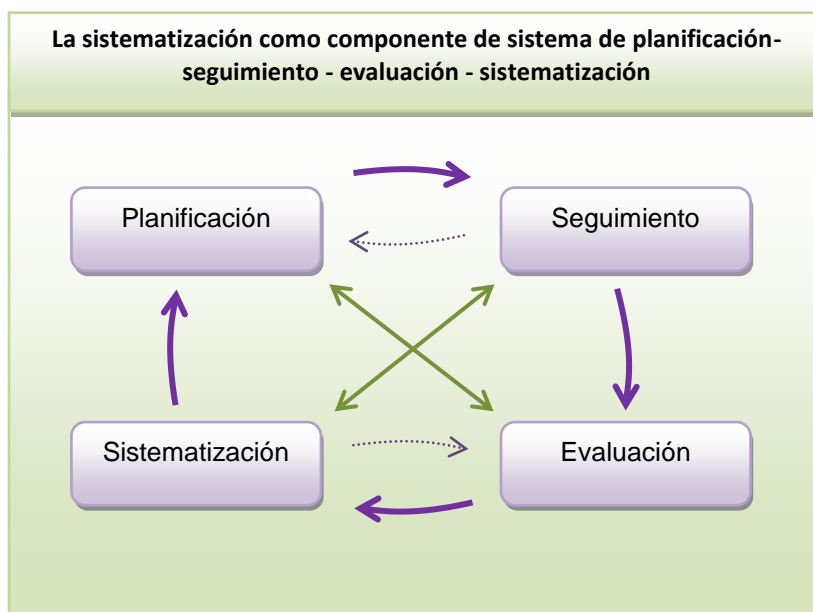 La sistematización como componente de sistema de planificación-
seguimiento - evaluación - sistematización
Planificación
Seguimiento
Sistematización
Evaluación